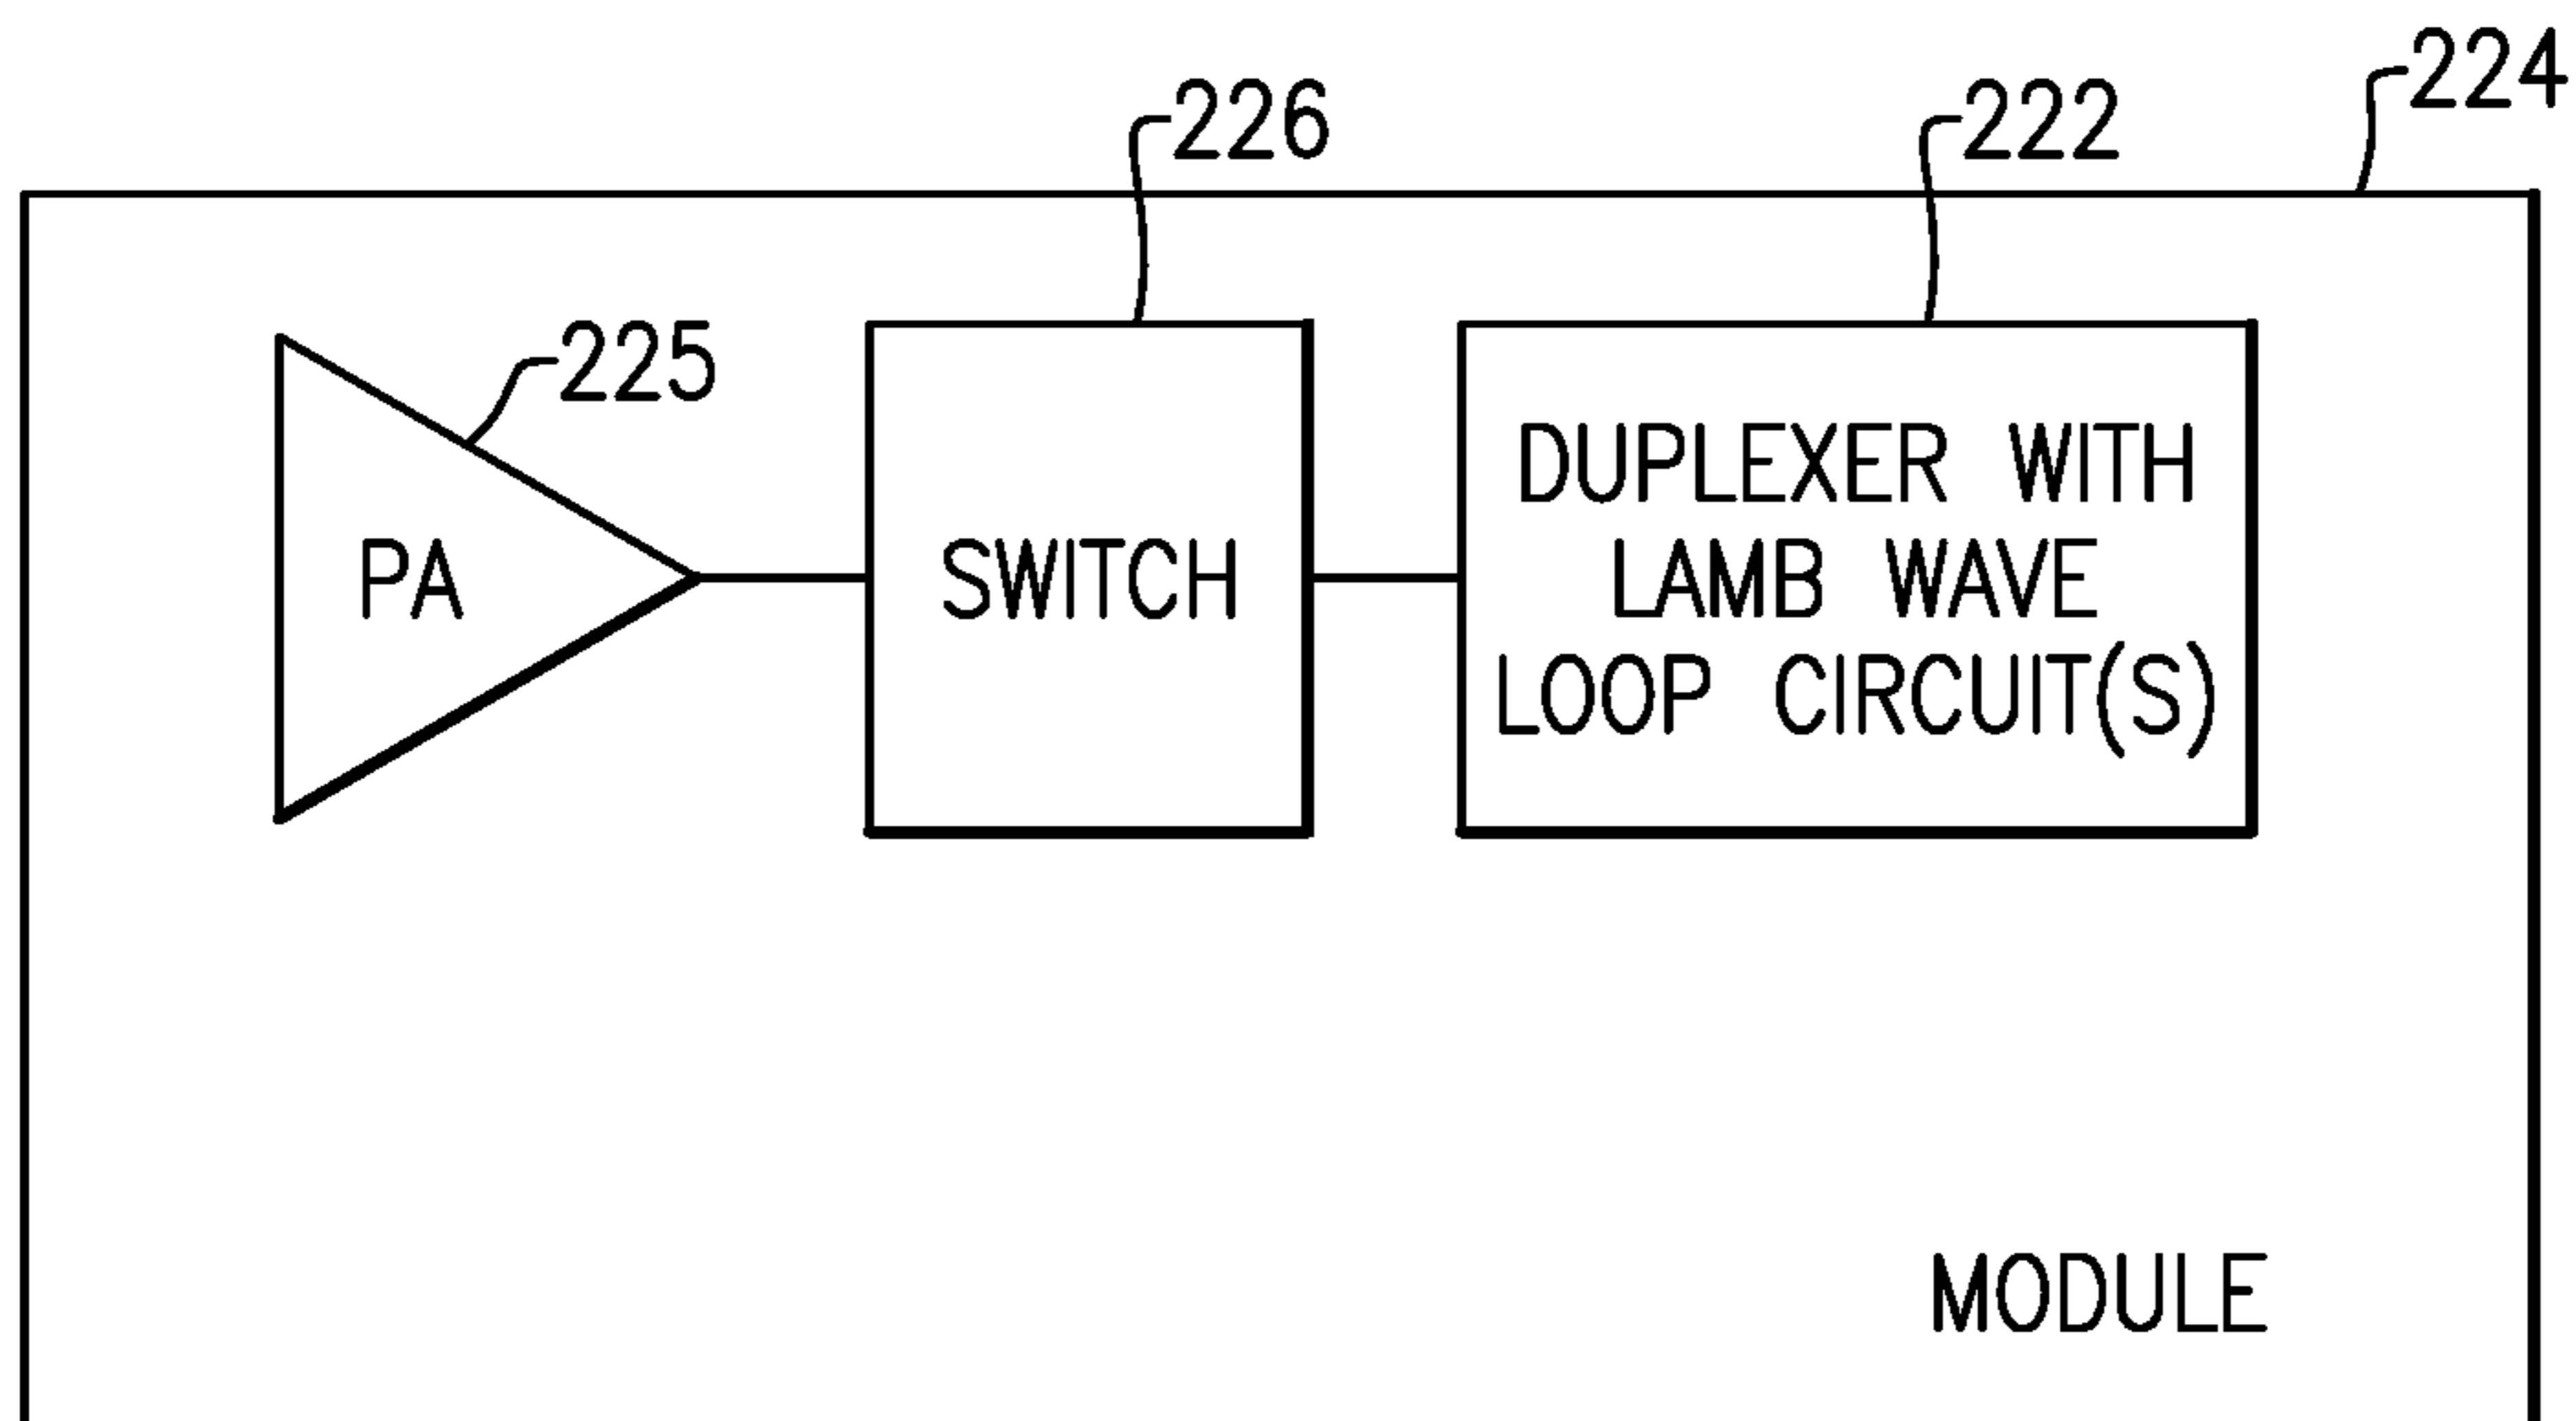 224
226
222
225
PA
SWITCH
DUPLEXER WITH
LAMB WAVE
LOOP CIRCUIT(S)
MODULE